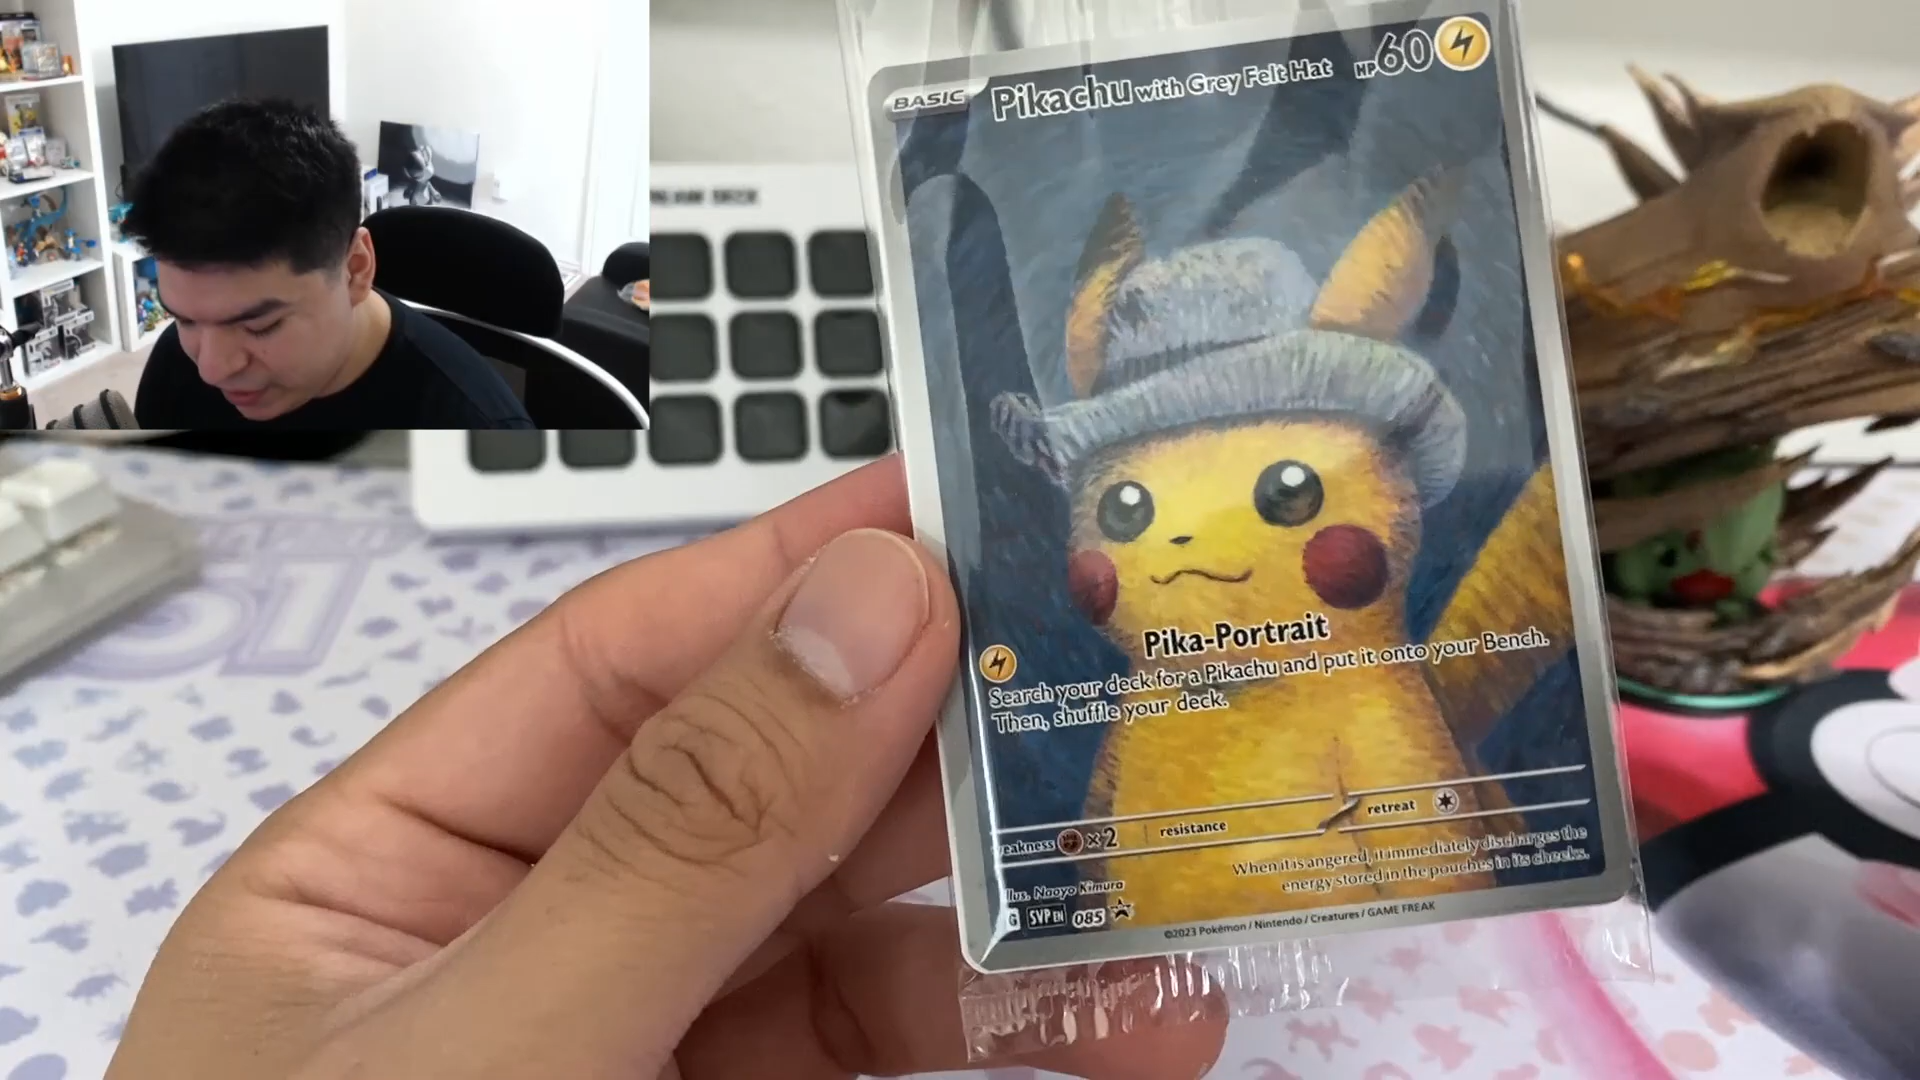 BASIC Pikachu with Grey Felt Hat HP60
Pika-Portrait
Search your deck for a Pikachu and put it onto your Bench.
Then, shuffle your deck.
eakness ×2 resistance retreat
When it is angered, it immediately discharges the
energy stored in the pouches in its cheeks.
llus. Naoyo Kimura
G SVP EN 085
©2023 Pokémon / Nintendo / Creatures / GAME FREAK